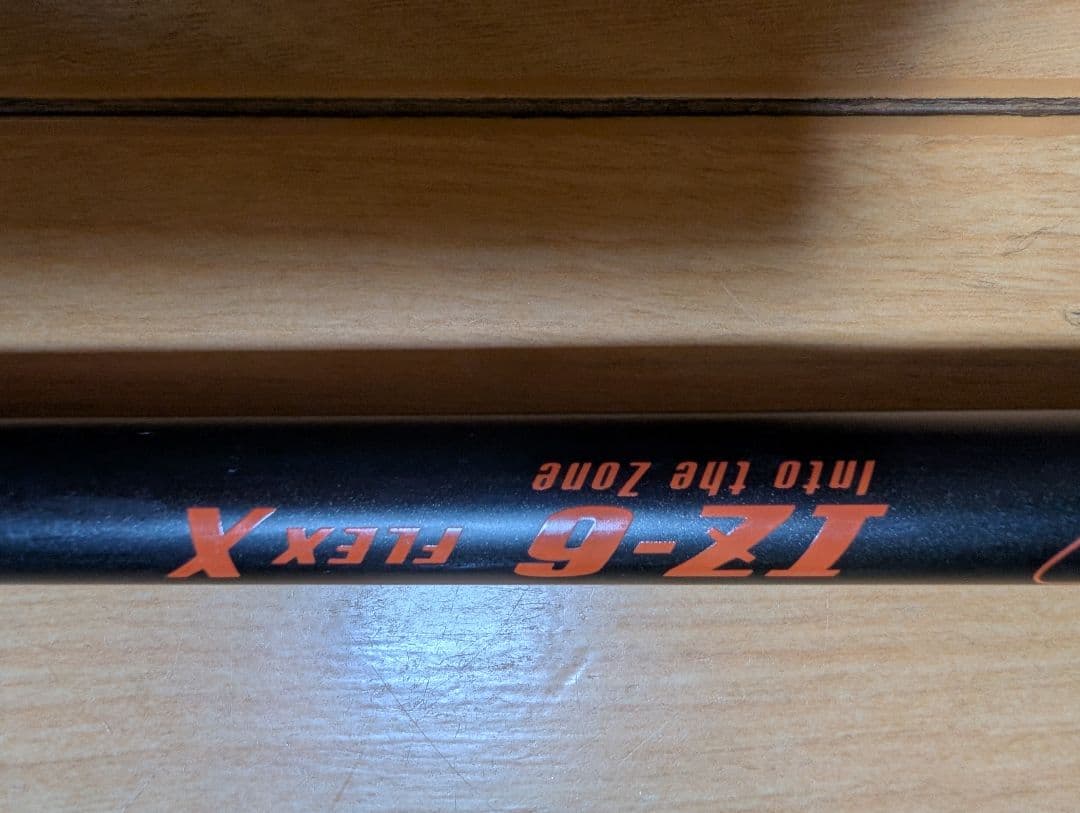 IZ-6 FLEX X
Into the Zone